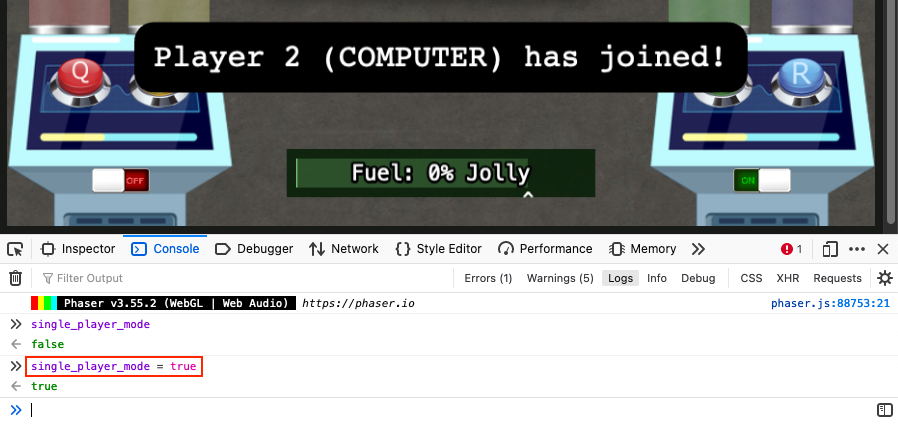 Player 2 (COMPUTER) has joined!
Q
R
OFF
Fuel: 0% Jolly
ON
Inspector Console Debugger Network Style Editor Performance Memory 1
Filter Output Errors (1) Warnings (5) Logs Info Debug CSS XHR Requests
Phaser v3.55.2 (WebGL | Web Audio) https://phaser.io phaser.js:88753:21
single_player_mode
false
single_player_mode = true
true